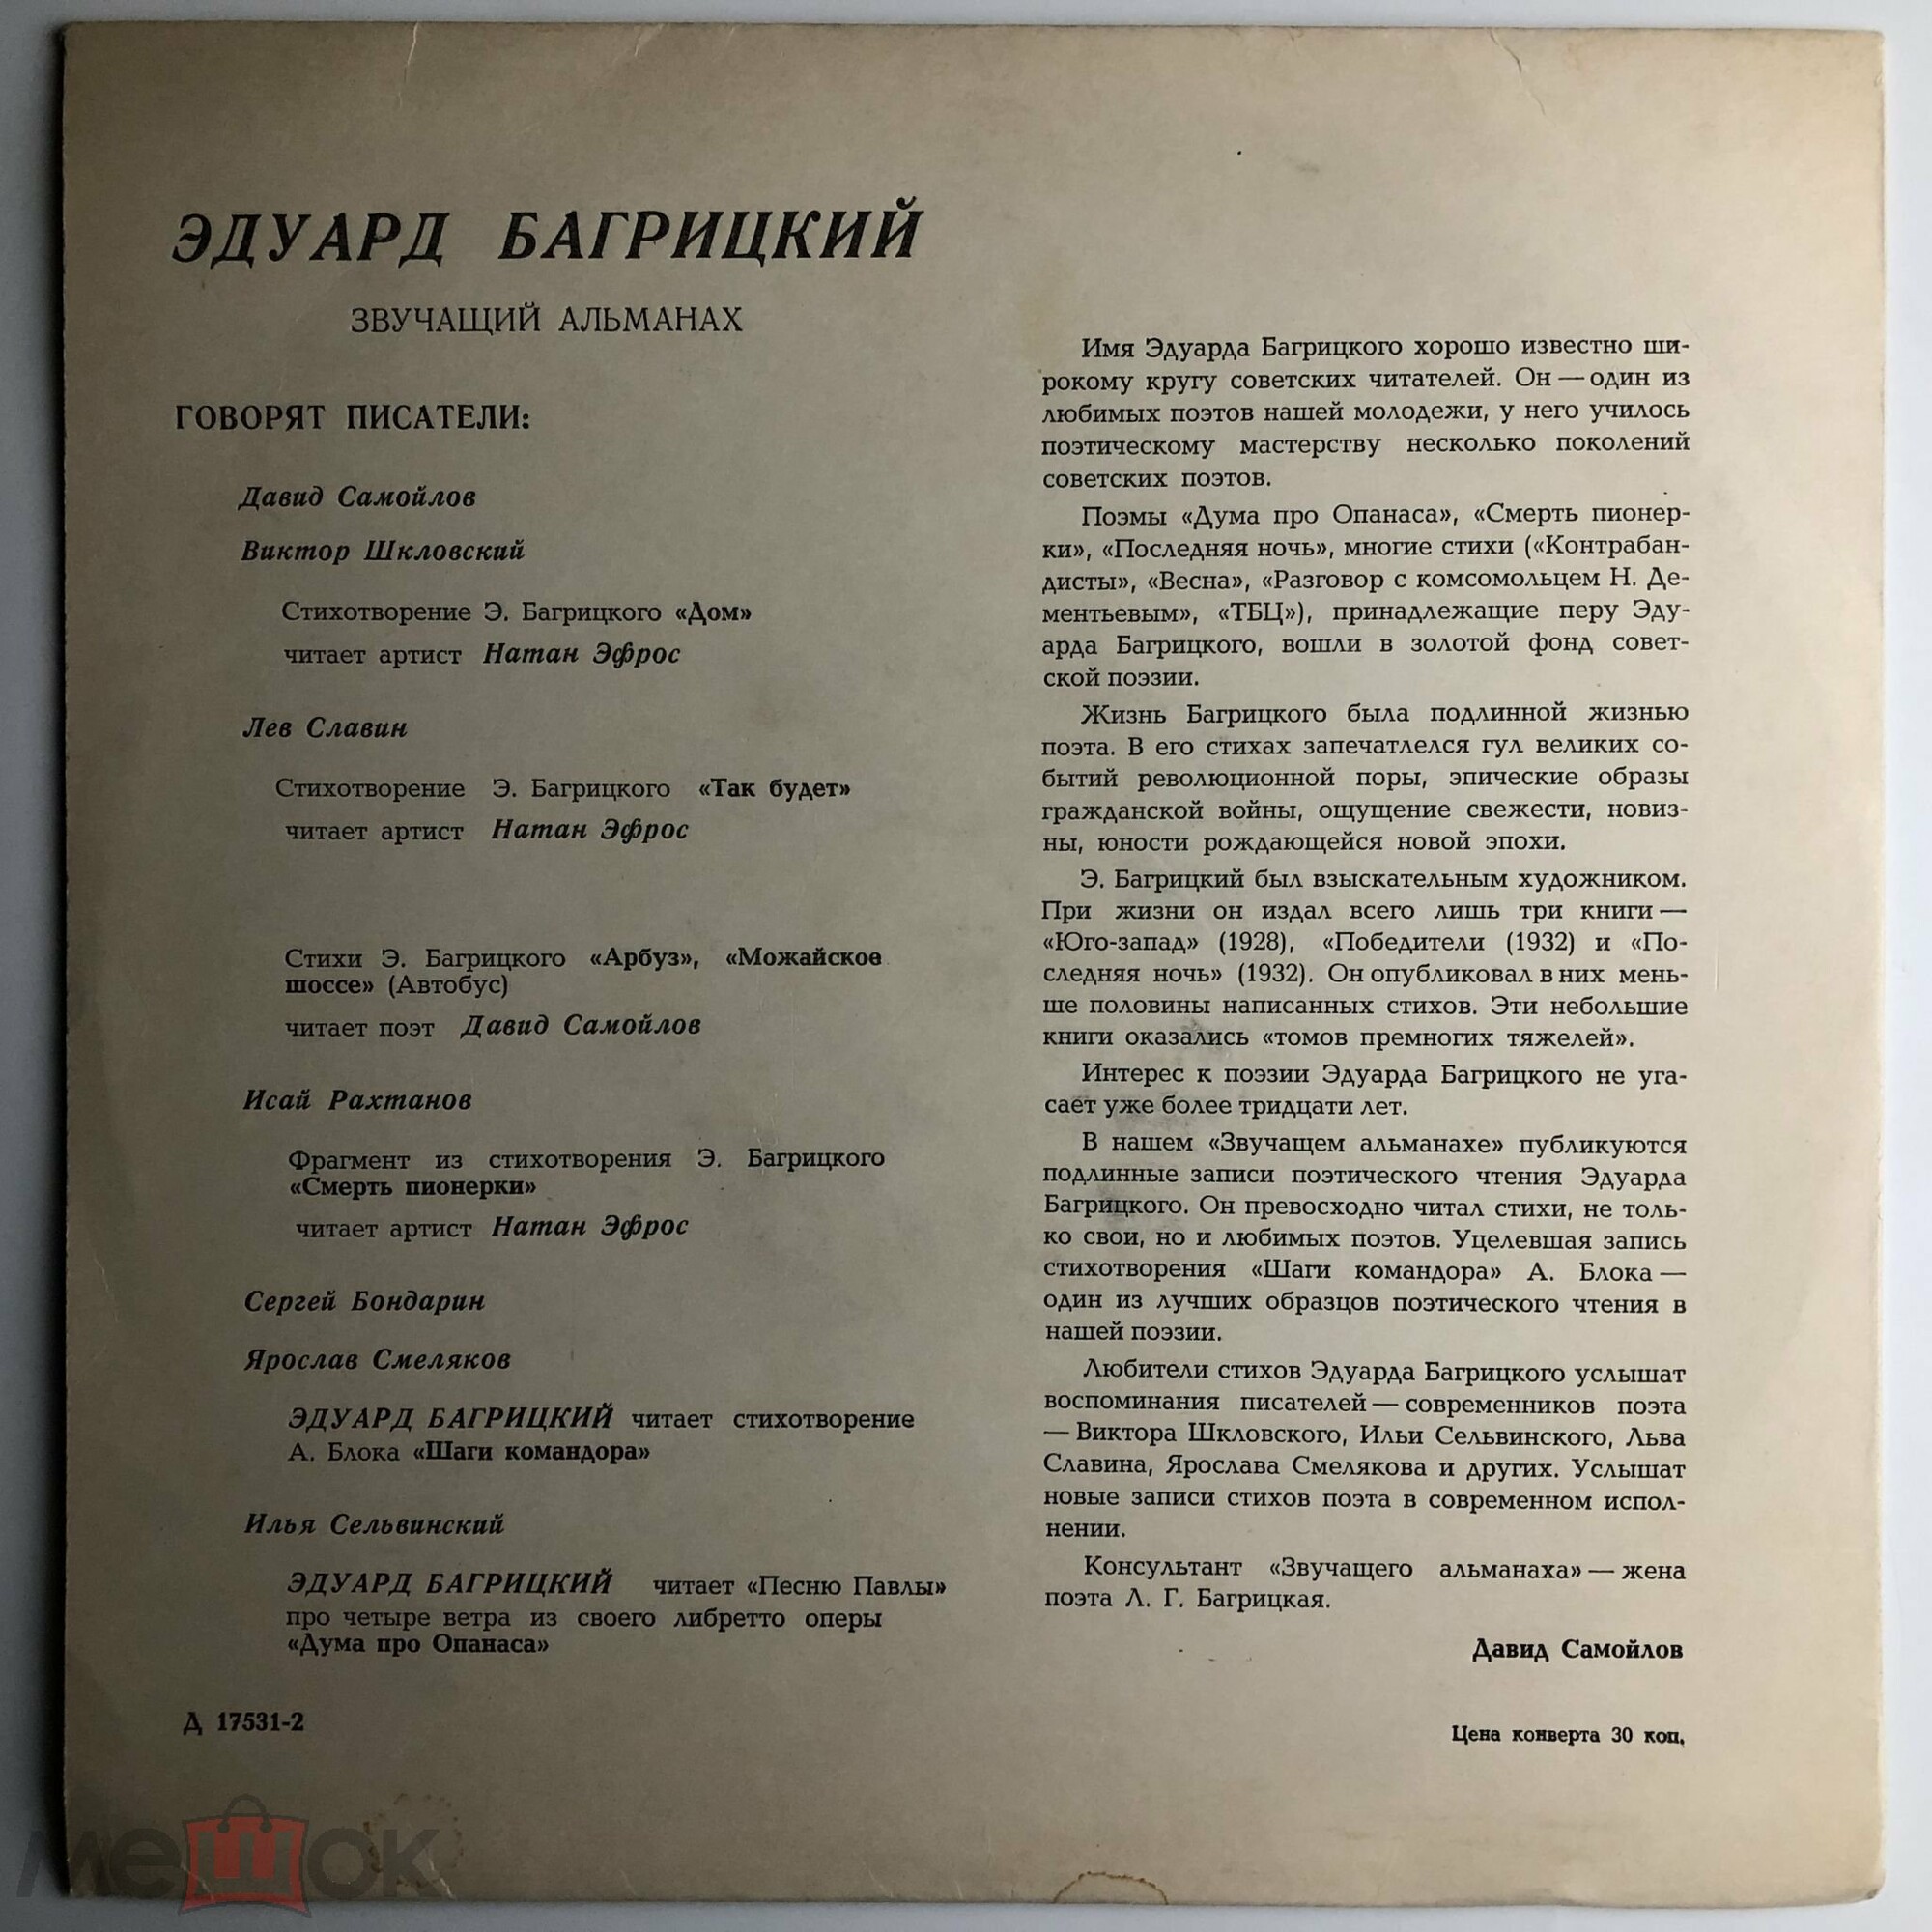 ЭДУАРД БАГРИЦКИЙ
ЗВУЧАЩИЙ АЛЬМАНАХ
ГОВОРЯТ ПИСАТЕЛИ:
Давид Самойлов
Виктор Шкловский
Стихотворение Э. Багрицкого «Дом»
читает артист Натан Эфрос
Лев Славин
Стихотворение Э. Багрицкого «Так будет»
читает артист Натан Эфрос
Стихи Э. Багрицкого «Арбуз», «Можайское
шоссе» (Автобус)
читает поэт Давид Самойлов
Исай Рахтанов
Фрагмент из стихотворения Э. Багрицкого
«Смерть пионерки»
читает артист Натан Эфрос
Сергей Бондарин
Ярослав Смеляков
ЭДУАРД БАГРИЦКИЙ читает стихотворение
А. Блока «Шаги командора»
Илья Сельвинский
ЭДУАРД БАГРИЦКИЙ читает «Песню Павлы»
про четыре ветра из своего либретто оперы
«Дума про Опанаса»
Д 17531-2
Имя Эдуарда Багрицкого хорошо известно ши-
рокому кругу советских читателей. Он — один из
любимых поэтов нашей молодежи, у него училось
поэтическому мастерству несколько поколений
советских поэтов.
Поэмы «Дума про Опанаса», «Смерть пионер-
ки», «Последняя ночь», многие стихи («Контрабан-
дисты», «Весна», «Разговор с комсомольцем Н. Де-
ментьевым», «ТБЦ»), принадлежащие перу Эду-
арда Багрицкого, вошли в золотой фонд совет-
ской поэзии.
Жизнь Багрицкого была подлинной жизнью
поэта. В его стихах запечатлелся гул великих со-
бытий революционной поры, эпические образы
гражданской войны, ощущение свежести, новиз-
ны, юности рождающейся новой эпохи.
Э. Багрицкий был взыскательным художником.
При жизни он издал всего лишь три книги —
«Юго-запад» (1928), «Победители (1932) и «По-
следняя ночь» (1932). Он опубликовал в них мень-
ше половины написанных стихов. Эти небольшие
книги оказались «томов премногих тяжелей».
Интерес к поэзии Эдуарда Багрицкого не уга-
сает уже более тридцати лет.
В нашем «Звучащем альманахе» публикуются
подлинные записи поэтического чтения Эдуарда
Багрицкого. Он превосходно читал стихи, не толь-
ко свои, но и любимых поэтов. Уцелевшая запись
стихотворения «Шаги командора» А. Блока —
один из лучших образцов поэтического чтения в
нашей поэзии.
Любители стихов Эдуарда Багрицкого услышат
воспоминания писателей — современников поэта
— Виктора Шкловского, Ильи Сельвинского, Льва
Славина, Ярослава Смелякова и других. Услышат
новые записи стихов поэта в современном испол-
нении.
Консультант «Звучащего альманаха» — жена
поэта Л. Г. Багрицкая.
Давид Самойлов
Цена конверта 30 коп.
мешок